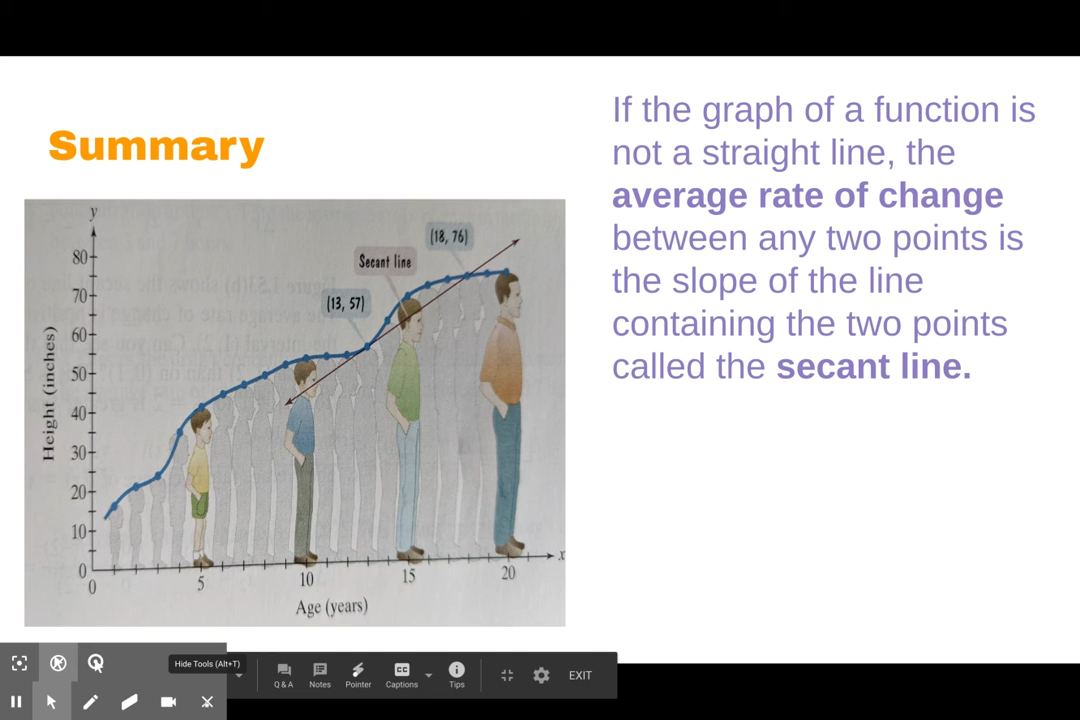 Summary
If the graph of a function is
not a straight line, the
average rate of change
between any two points is
the slope of the line
containing the two points
called the secant line.
y
(18, 76)
Secant line
(13, 57)
80
70
60
50
40
30
20
10
0
Height (inches)
0
5
10
15
20
x
Age (years)
Hide Tools (Alt+T)
Q & A
Notes
Pointer
Captions
Tips
EXIT